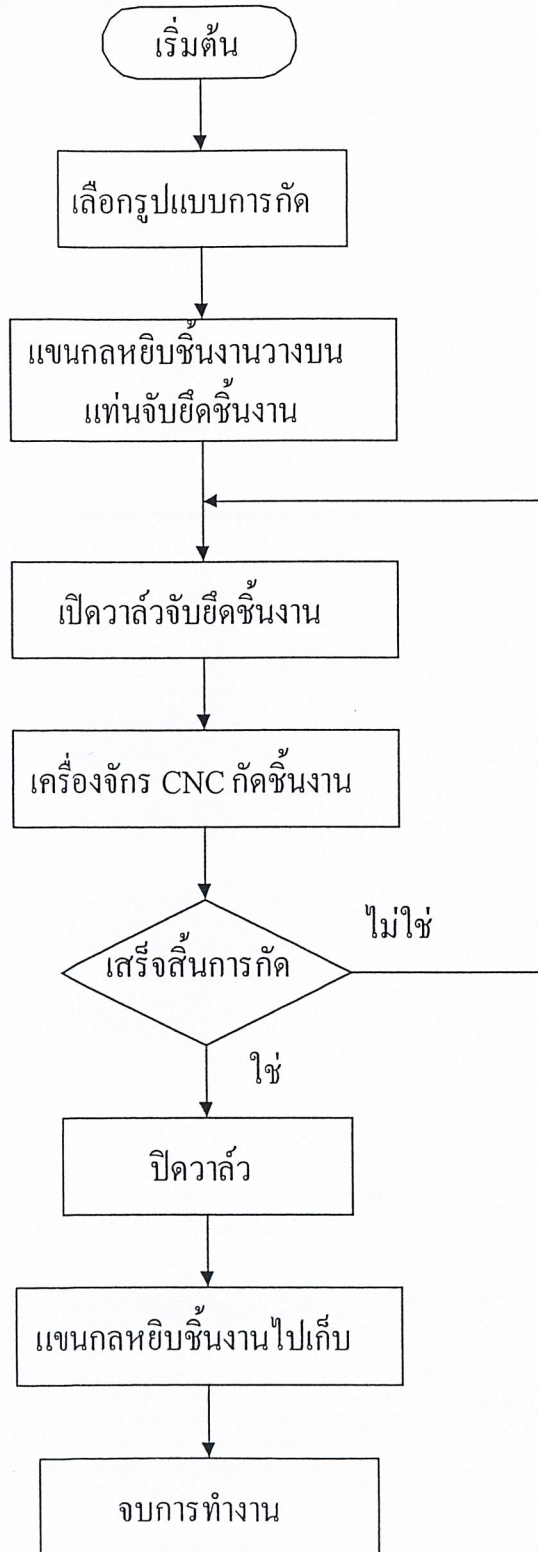 เริ่มต้น
เลือกรูปแบบการกัด
แขนกลหยิบชิ้นงานวางบน
แท่นจับยึดชิ้นงาน
เปิดวาล์วจับยึดชิ้นงาน
เครื่องจักร CNC กัดชิ้นงาน
เสร็จสิ้นการกัด
ไม่ใช่
ใช่
ปิดวาล์ว
แขนกลหยิบชิ้นงานไปเก็บ
จบการทำงาน